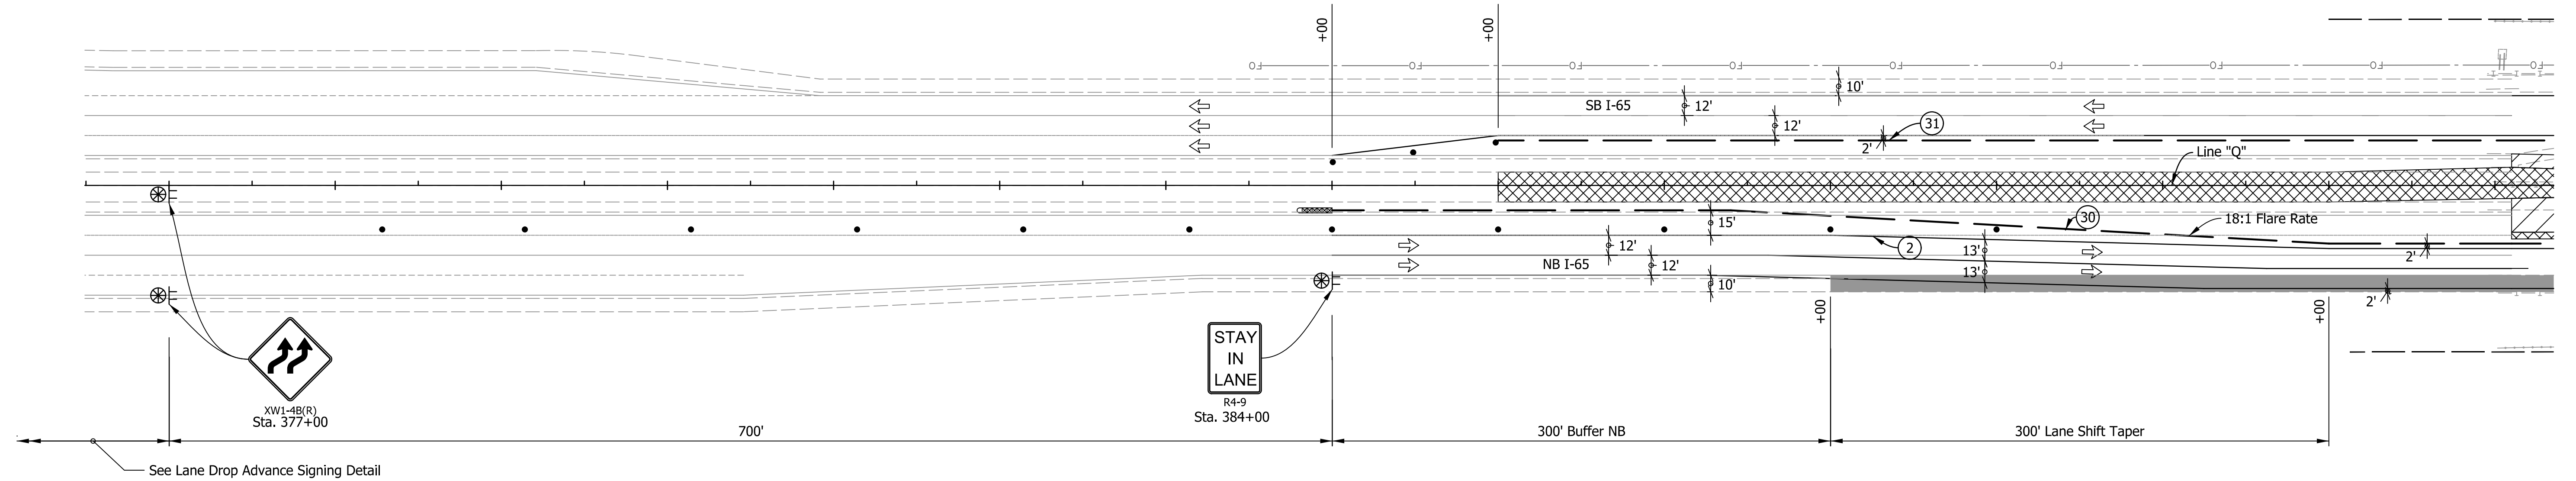 +00
+00
10'
SB I-65
12'
12'
31
2'
Line "Q"
15'
30
18:1 Flare Rate
12'
2
13'
2'
NB I-65
12'
13'
10'
2'
+00
+00
STAY
IN
LANE
XW1-4B(R)
Sta. 377+00
R4-9
Sta. 384+00
700'
300' Buffer NB
300' Lane Shift Taper
See Lane Drop Advance Signing Detail